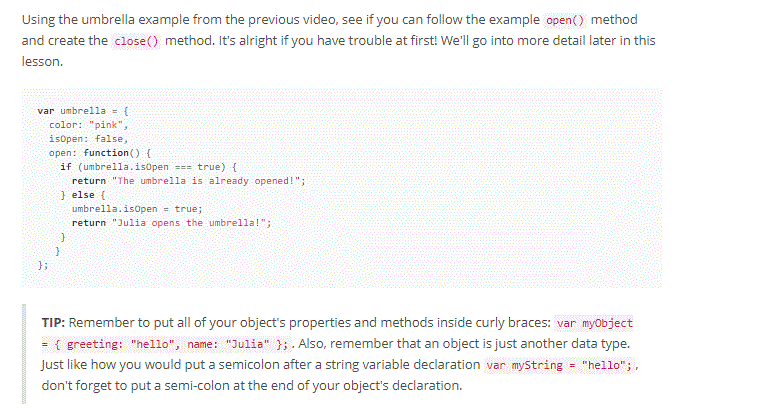 Using the umbrella example from the previous video, see if you can follow the example open() method
and create the close() method. It's alright if you have trouble at first! We'll go into more detail later in this
lesson.
var umbrella = {
  color: "pink",
  isOpen: false,
  open: function() {
    if (umbrella.isOpen === true) {
      return "The umbrella is already opened!";
    } else {
      umbrella.isOpen = true;
      return "Julia opens the umbrella!";
    }
   }
};
TIP: Remember to put all of your object's properties and methods inside curly braces: var myObject
= { greeting: "hello", name: "Julia" };. Also, remember that an object is just another data type.
Just like how you would put a semicolon after a string variable declaration var myString = "hello";,
don't forget to put a semi-colon at the end of your object's declaration.